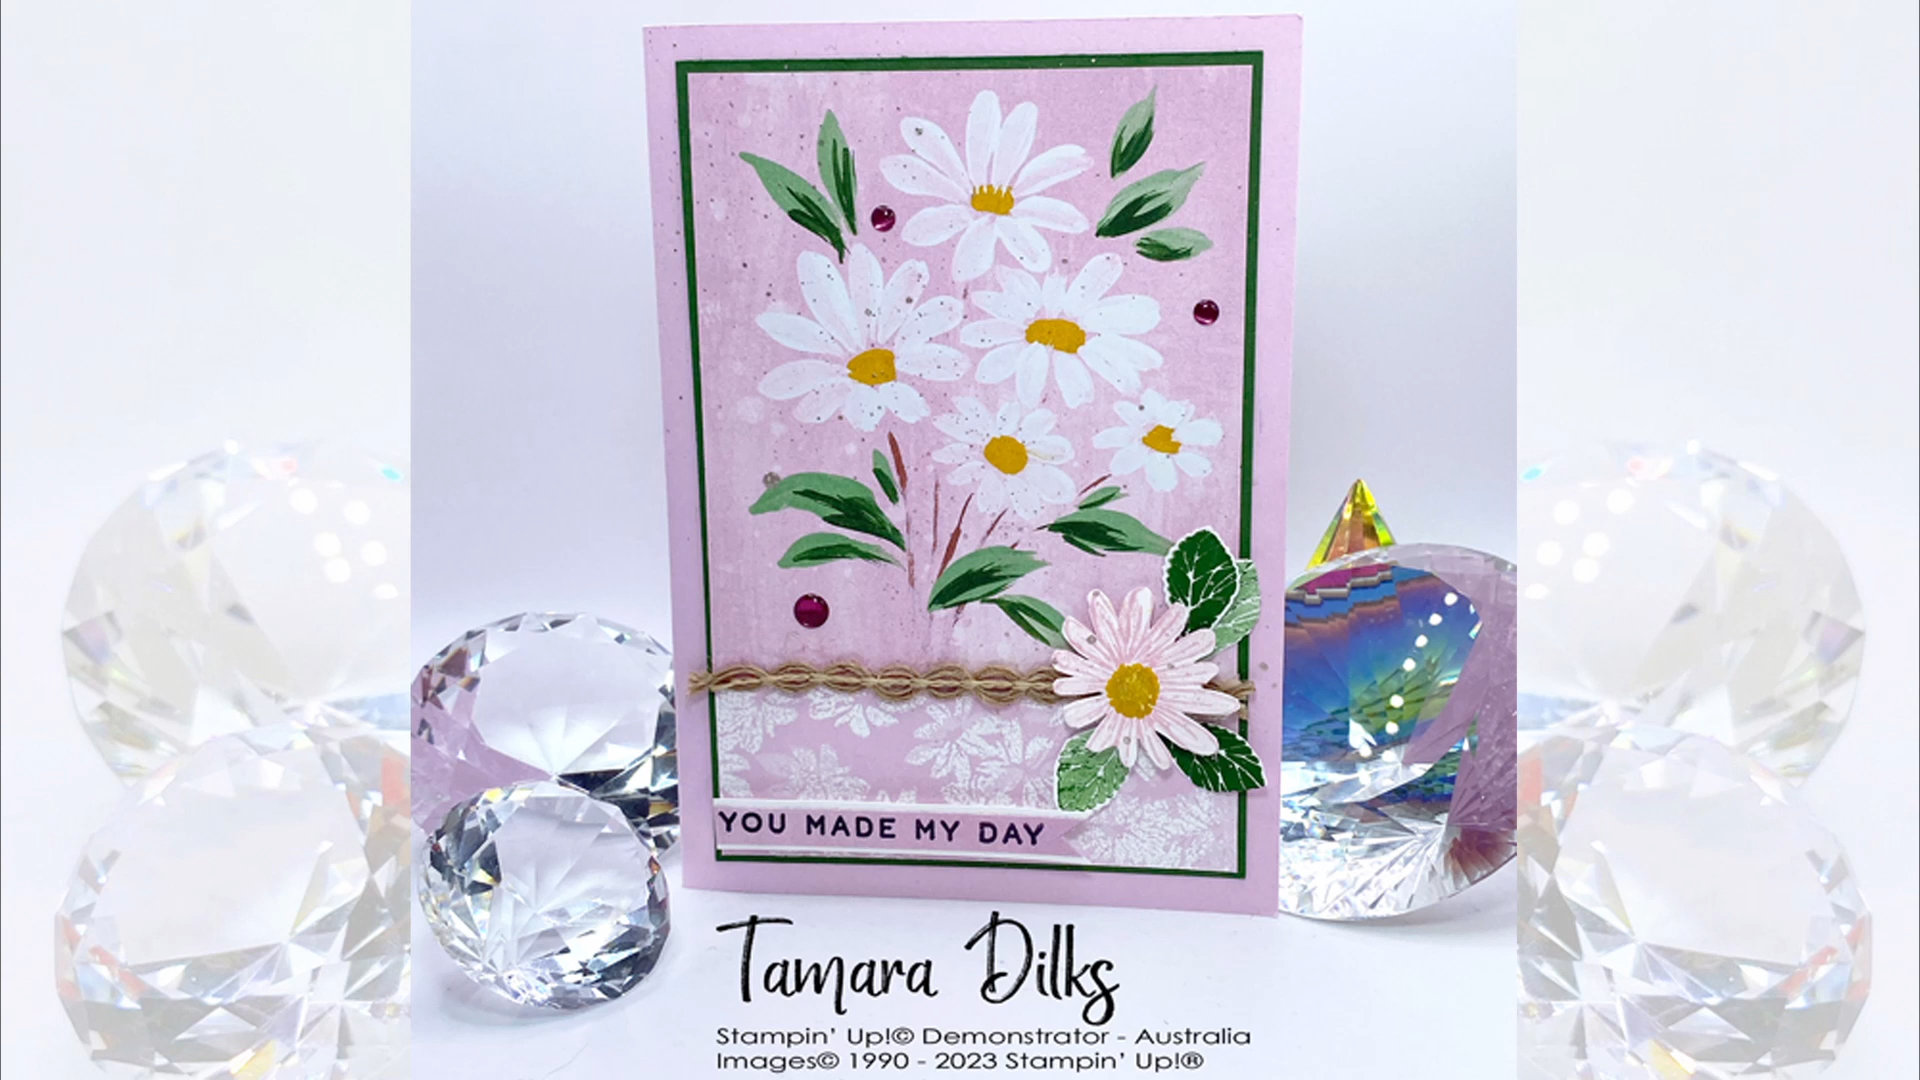 YOU MADE MY DAY
Tamara Dilks
Stampin' Up!© Demonstrator - Australia
Images© 1990 - 2023 Stampin' Up!®